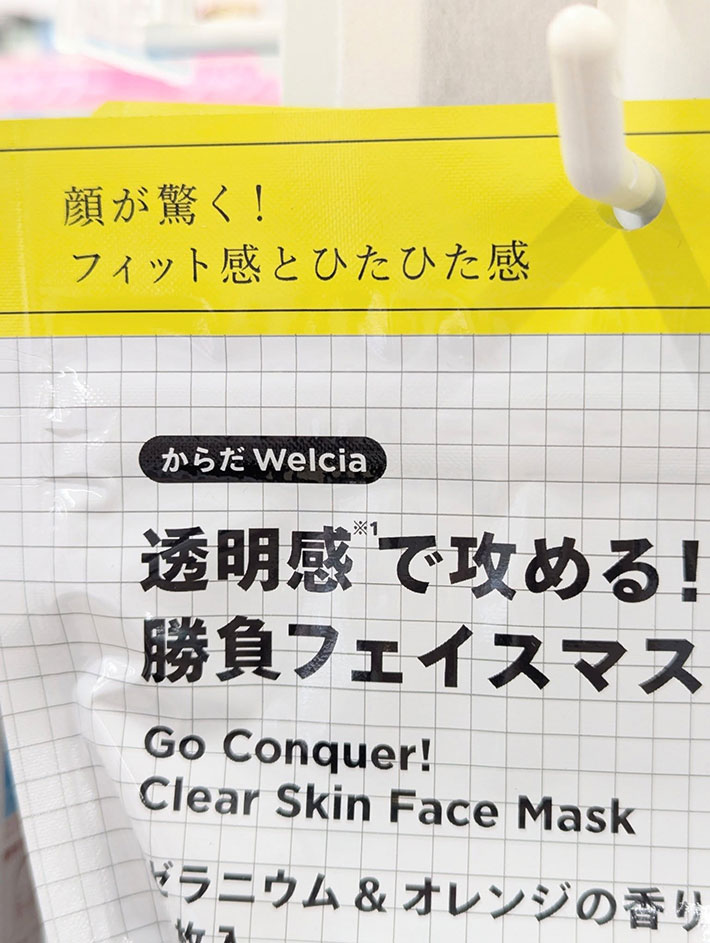 顔が驚く！
フィット感とひたひた感
からだWelcia
透明感※1で攻める！
勝負フェイスマス
Go Conquer!
Clear Skin Face Mask
ゼラニウム & オレンジの香り
枚入